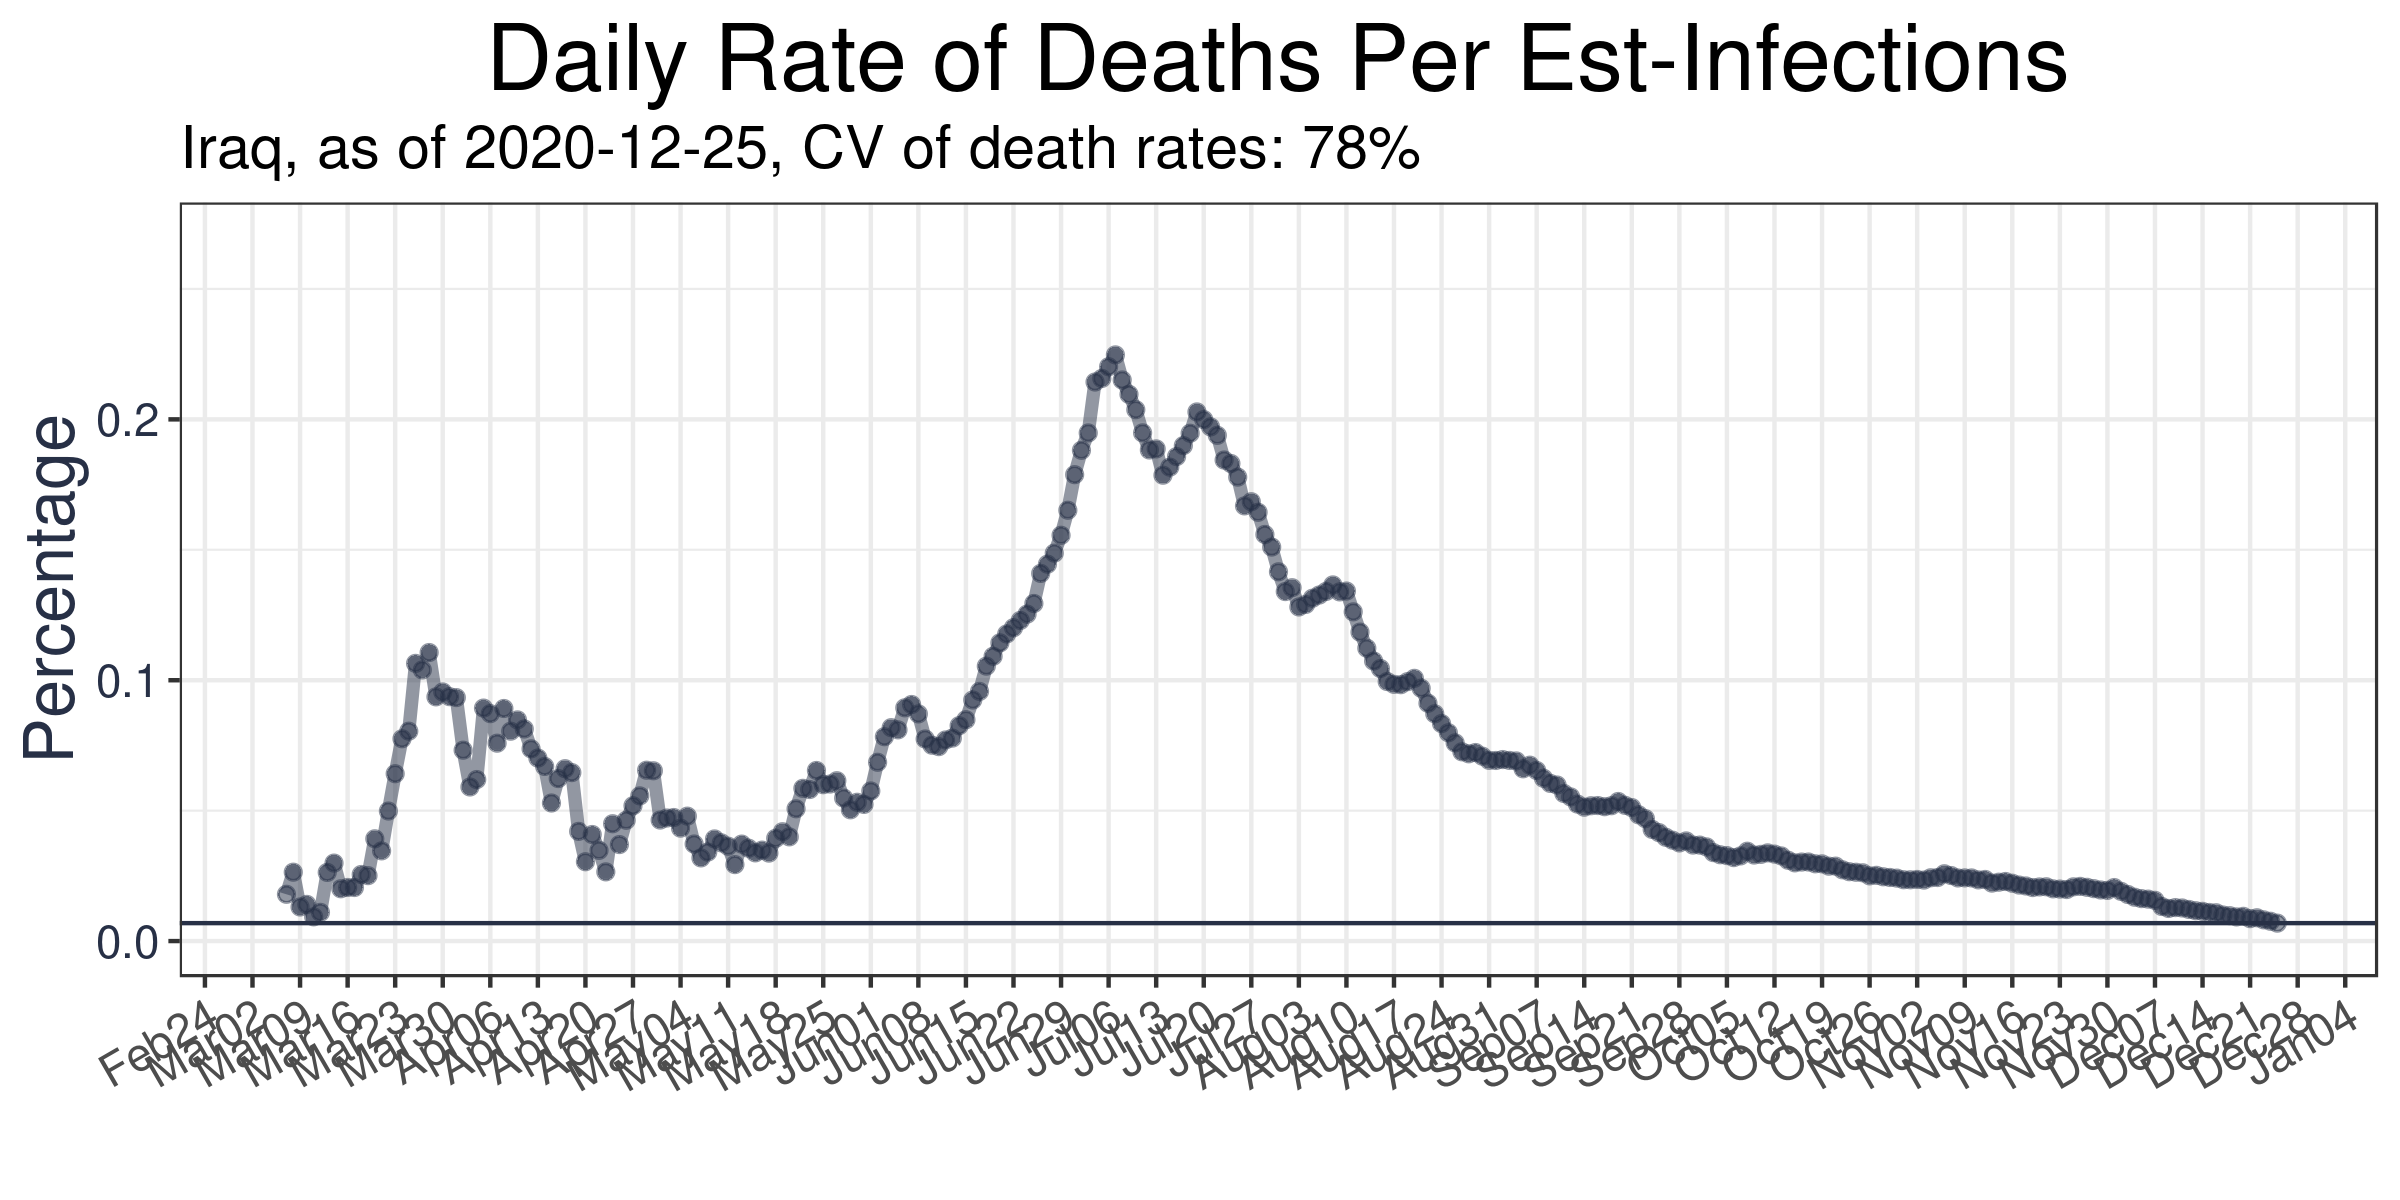 Daily Rate of Deaths Per Est-Infections
Iraq, as of 2020-12-25, CV of death rates: 78%
Percentage
0.2
0.1
0.0
Feb24
Mar02
Mar09
Mar16
Mar23
Mar30
Apr06
Apr13
Apr20
Apr27
May04
May11
May18
May25
Jun01
Jun08
Jun15
Jun22
Jun29
Jul06
Jul13
Jul20
Jul27
Aug03
Aug10
Aug17
Aug24
Aug31
Sep07
Sep14
Sep21
Sep28
Oct05
Oct12
Oct19
Oct26
Nov02
Nov09
Nov16
Nov23
Nov30
Dec07
Dec14
Dec21
Dec28
Jan04